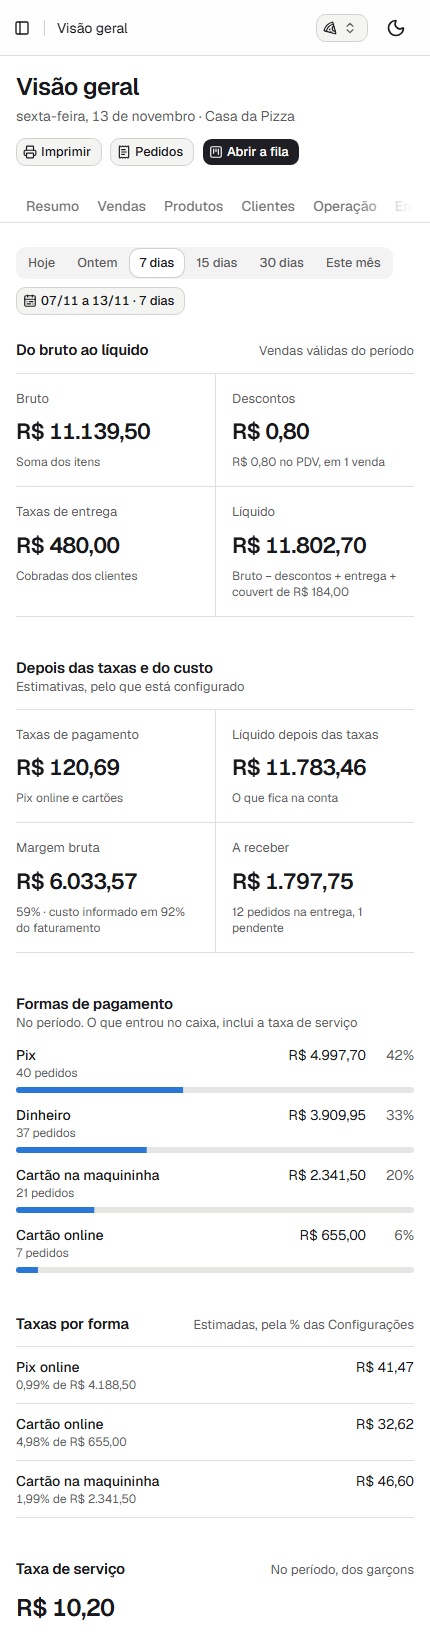 Visão geral
Visão geral
sexta-feira, 13 de novembro · Casa da Pizza
Imprimir
Pedidos
Abrir a fila
Resumo Vendas Produtos Clientes Operação
Hoje Ontem 7 dias 15 dias 30 dias Este mês
07/11 a 13/11 · 7 dias
Do bruto ao líquido
Vendas válidas do período
Bruto
R$ 11.139,50
Soma dos itens
Descontos
R$ 0,80
R$ 0,80 no PDV, em 1 venda
Taxas de entrega
R$ 480,00
Cobradas dos clientes
Líquido
R$ 11.802,70
Bruto − descontos + entrega +
couvert de R$ 184,00
Depois das taxas e do custo
Estimativas, pelo que está configurado
Taxas de pagamento
R$ 120,69
Pix online e cartões
Líquido depois das taxas
R$ 11.783,46
O que fica na conta
Margem bruta
R$ 6.033,57
59% · custo informado em 92%
do faturamento
A receber
R$ 1.797,75
12 pedidos na entrega, 1
pendente
Formas de pagamento
No período. O que entrou no caixa, inclui a taxa de serviço
Pix R$ 4.997,70 42%
40 pedidos
Dinheiro R$ 3.909,95 33%
37 pedidos
Cartão na maquininha R$ 2.341,50 20%
21 pedidos
Cartão online R$ 655,00 6%
7 pedidos
Taxas por forma
Estimadas, pela % das Configurações
Pix online R$ 41,47
0,99% de R$ 4.188,50
Cartão online R$ 32,62
4,98% de R$ 655,00
Cartão na maquininha R$ 46,60
1,99% de R$ 2.341,50
Taxa de serviço
No período, dos garçons
R$ 10,20